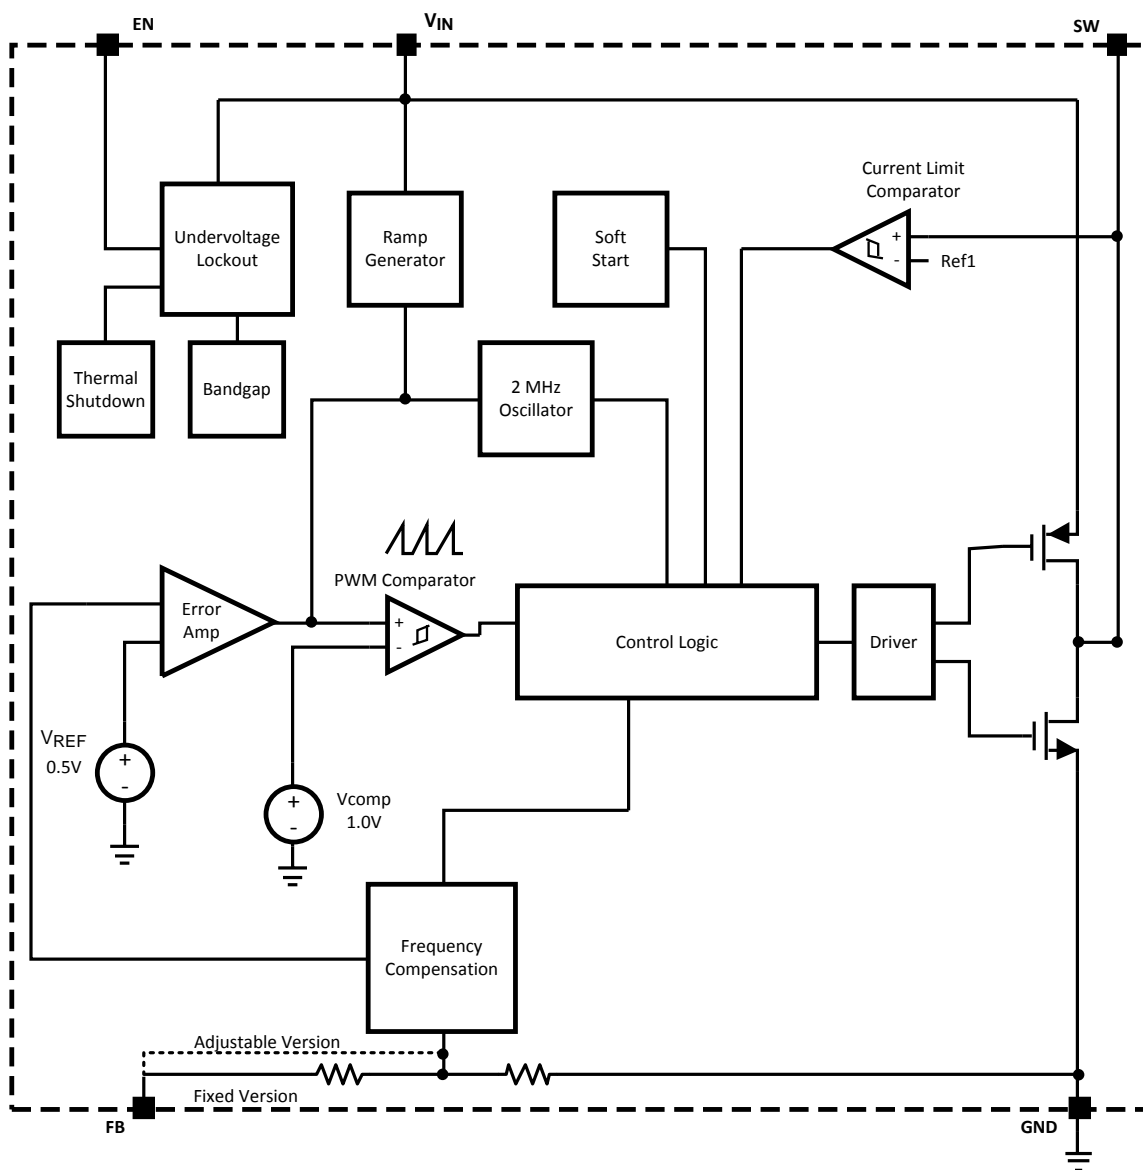 EN
VIN
SW
Current Limit
Comparator
Undervoltage
Lockout
Ramp
Generator
Soft
Start
+
-
Ref1
Thermal
Shutdown
Bandgap
2 MHz
Oscillator
PWM Comparator
Error
Amp
+
-
Control Logic
Driver
VREF
0.5V
+
-
Vcomp
1.0V
+
-
Frequency
Compensation
Adjustable Version
Fixed Version
FB
GND